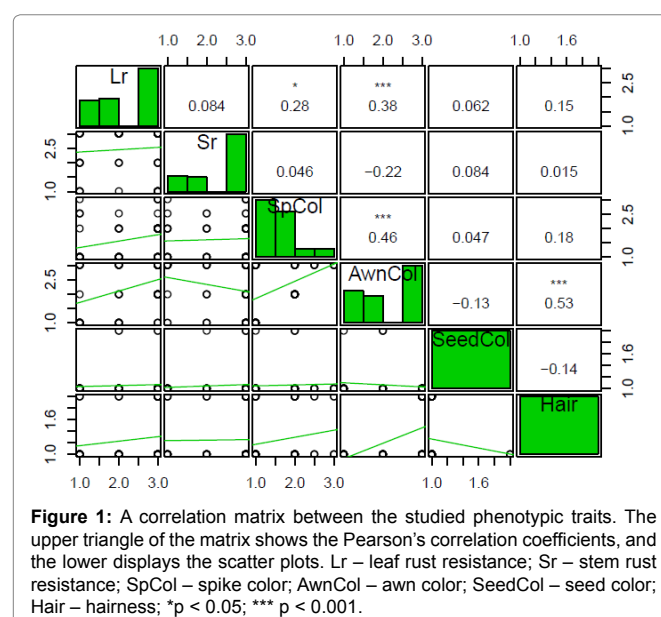 1.0 2.0 3.0 1.0 2.0 3.0 1.0 1.6
Lr
* ***
0.084 0.28 0.38 0.062 0.15
1.0 2.5
Sr
0.046 −0.22 0.084 0.015
1.0 2.5
SpCol
***
0.46 0.047 0.18
1.0 2.5
AwnCol
***
−0.13 0.53
1.0 2.5
SeedCol
−0.14
1.0 1.6
Hair
1.0 1.6
1.0 2.0 3.0 1.0 2.0 3.0 1.0 1.6
Figure 1: A correlation matrix between the studied phenotypic traits. The
upper triangle of the matrix shows the Pearson's correlation coefficients, and
the lower displays the scatter plots. Lr – leaf rust resistance; Sr – stem rust
resistance; SpCol – spike color; AwnCol – awn color; SeedCol – seed color;
Hair – hairness; *p < 0.05; *** p < 0.001.